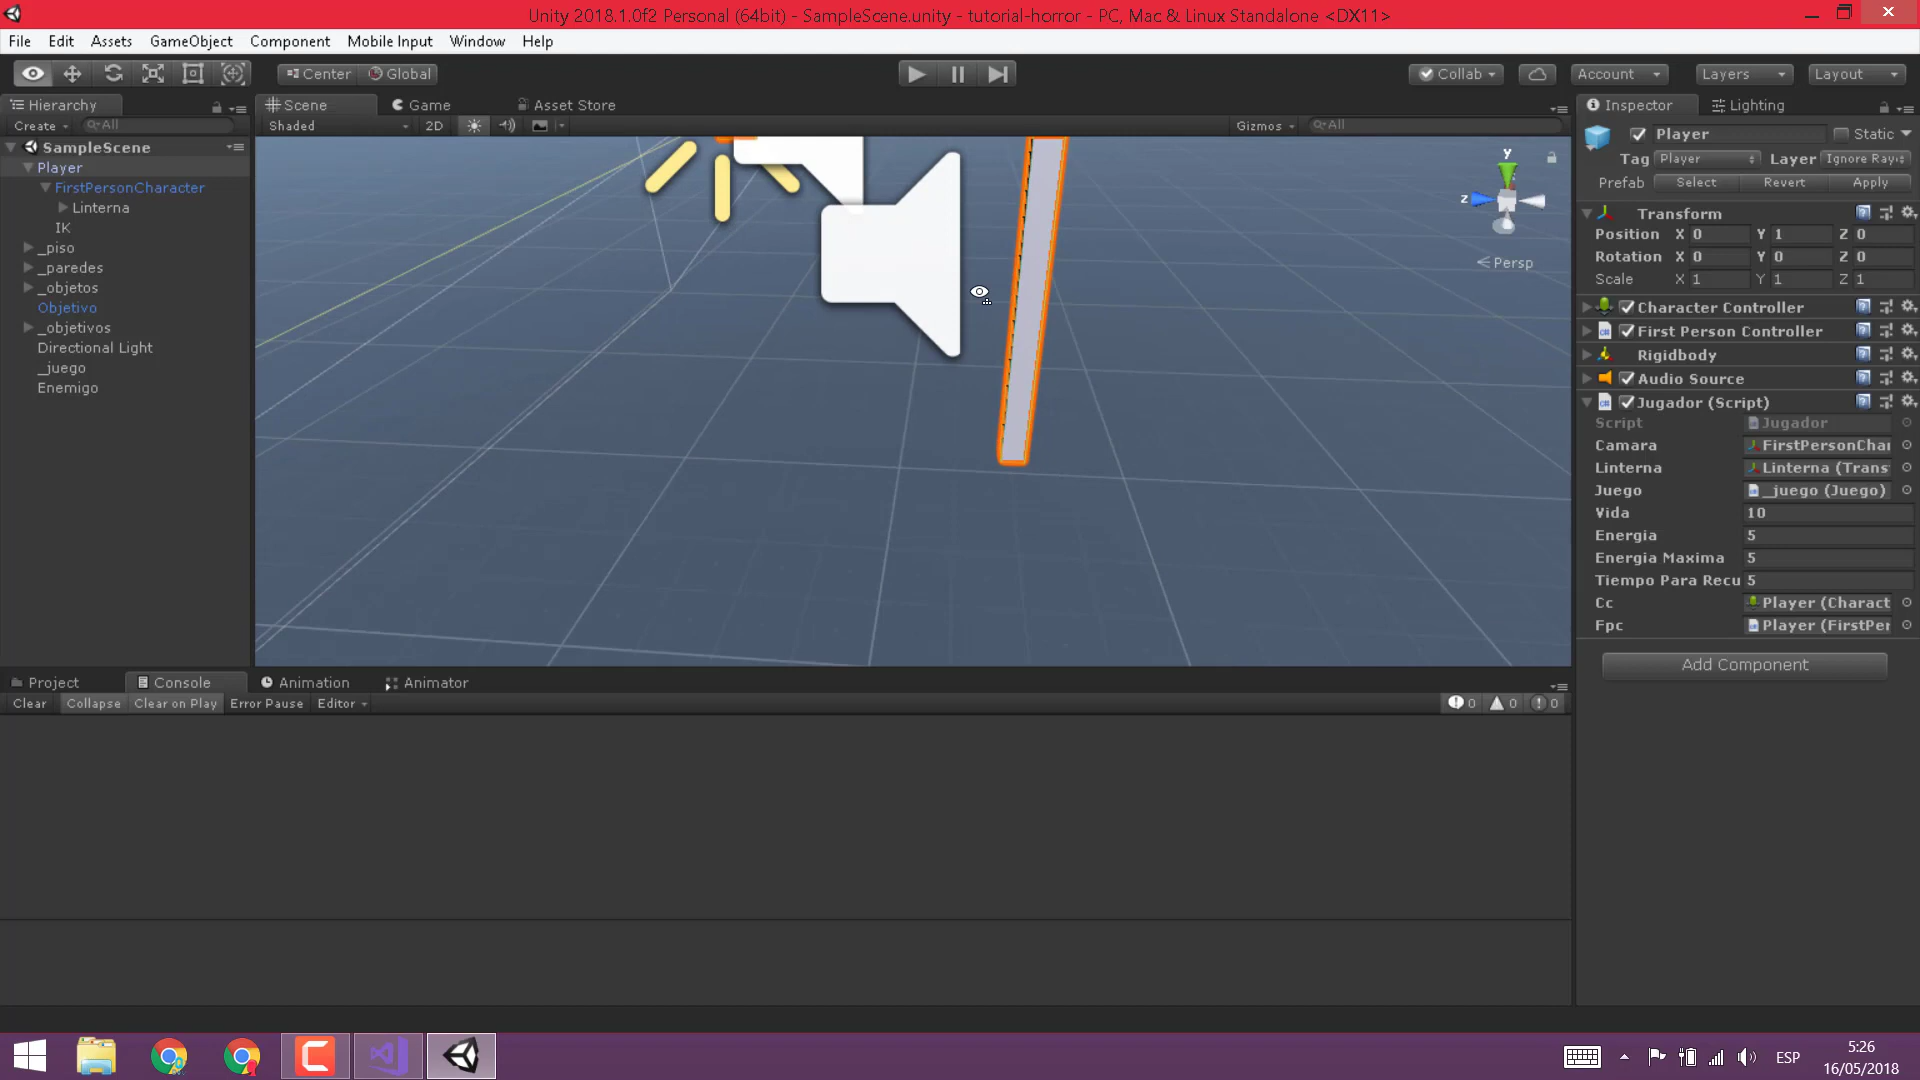 Unity 2018.1.0f2 Personal (64bit) - SampleScene.unity - tutorial-horror - PC, Mac & Linux Standalone <DX11>
File Edit Assets GameObject Component Mobile Input Window Help
Center Global Collab Account Layers Layout
Hierarchy
Create All
SampleScene
Player
FirstPersonCharacter
Linterna
IK
_piso
_paredes
_objetos
Objetivo
_objetivos
Directional Light
_juego
Enemigo
Scene Game Asset Store
Shaded 2D Gizmos All
y
z
Persp
Inspector Lighting
Player Static
Tag Player Layer Ignore Ray
Prefab Select Revert Apply
Transform
Position X 0 Y 1 Z 0
Rotation X 0 Y 0 Z 0
Scale X 1 Y 1 Z 1
Character Controller
First Person Controller
Rigidbody
Audio Source
Jugador (Script)
Script Jugador
Camara FirstPersonChar
Linterna Linterna (Trans
Juego _juego (Juego)
Vida 10
Energia 5
Energia Maxima 5
Tiempo Para Recu 5
Cc Player (Charact
Fpc Player (FirstPer
Add Component
Project Console Animation Animator
Clear Collapse Clear on Play Error Pause Editor 0 0 0
ESP
5:26
16/05/2018